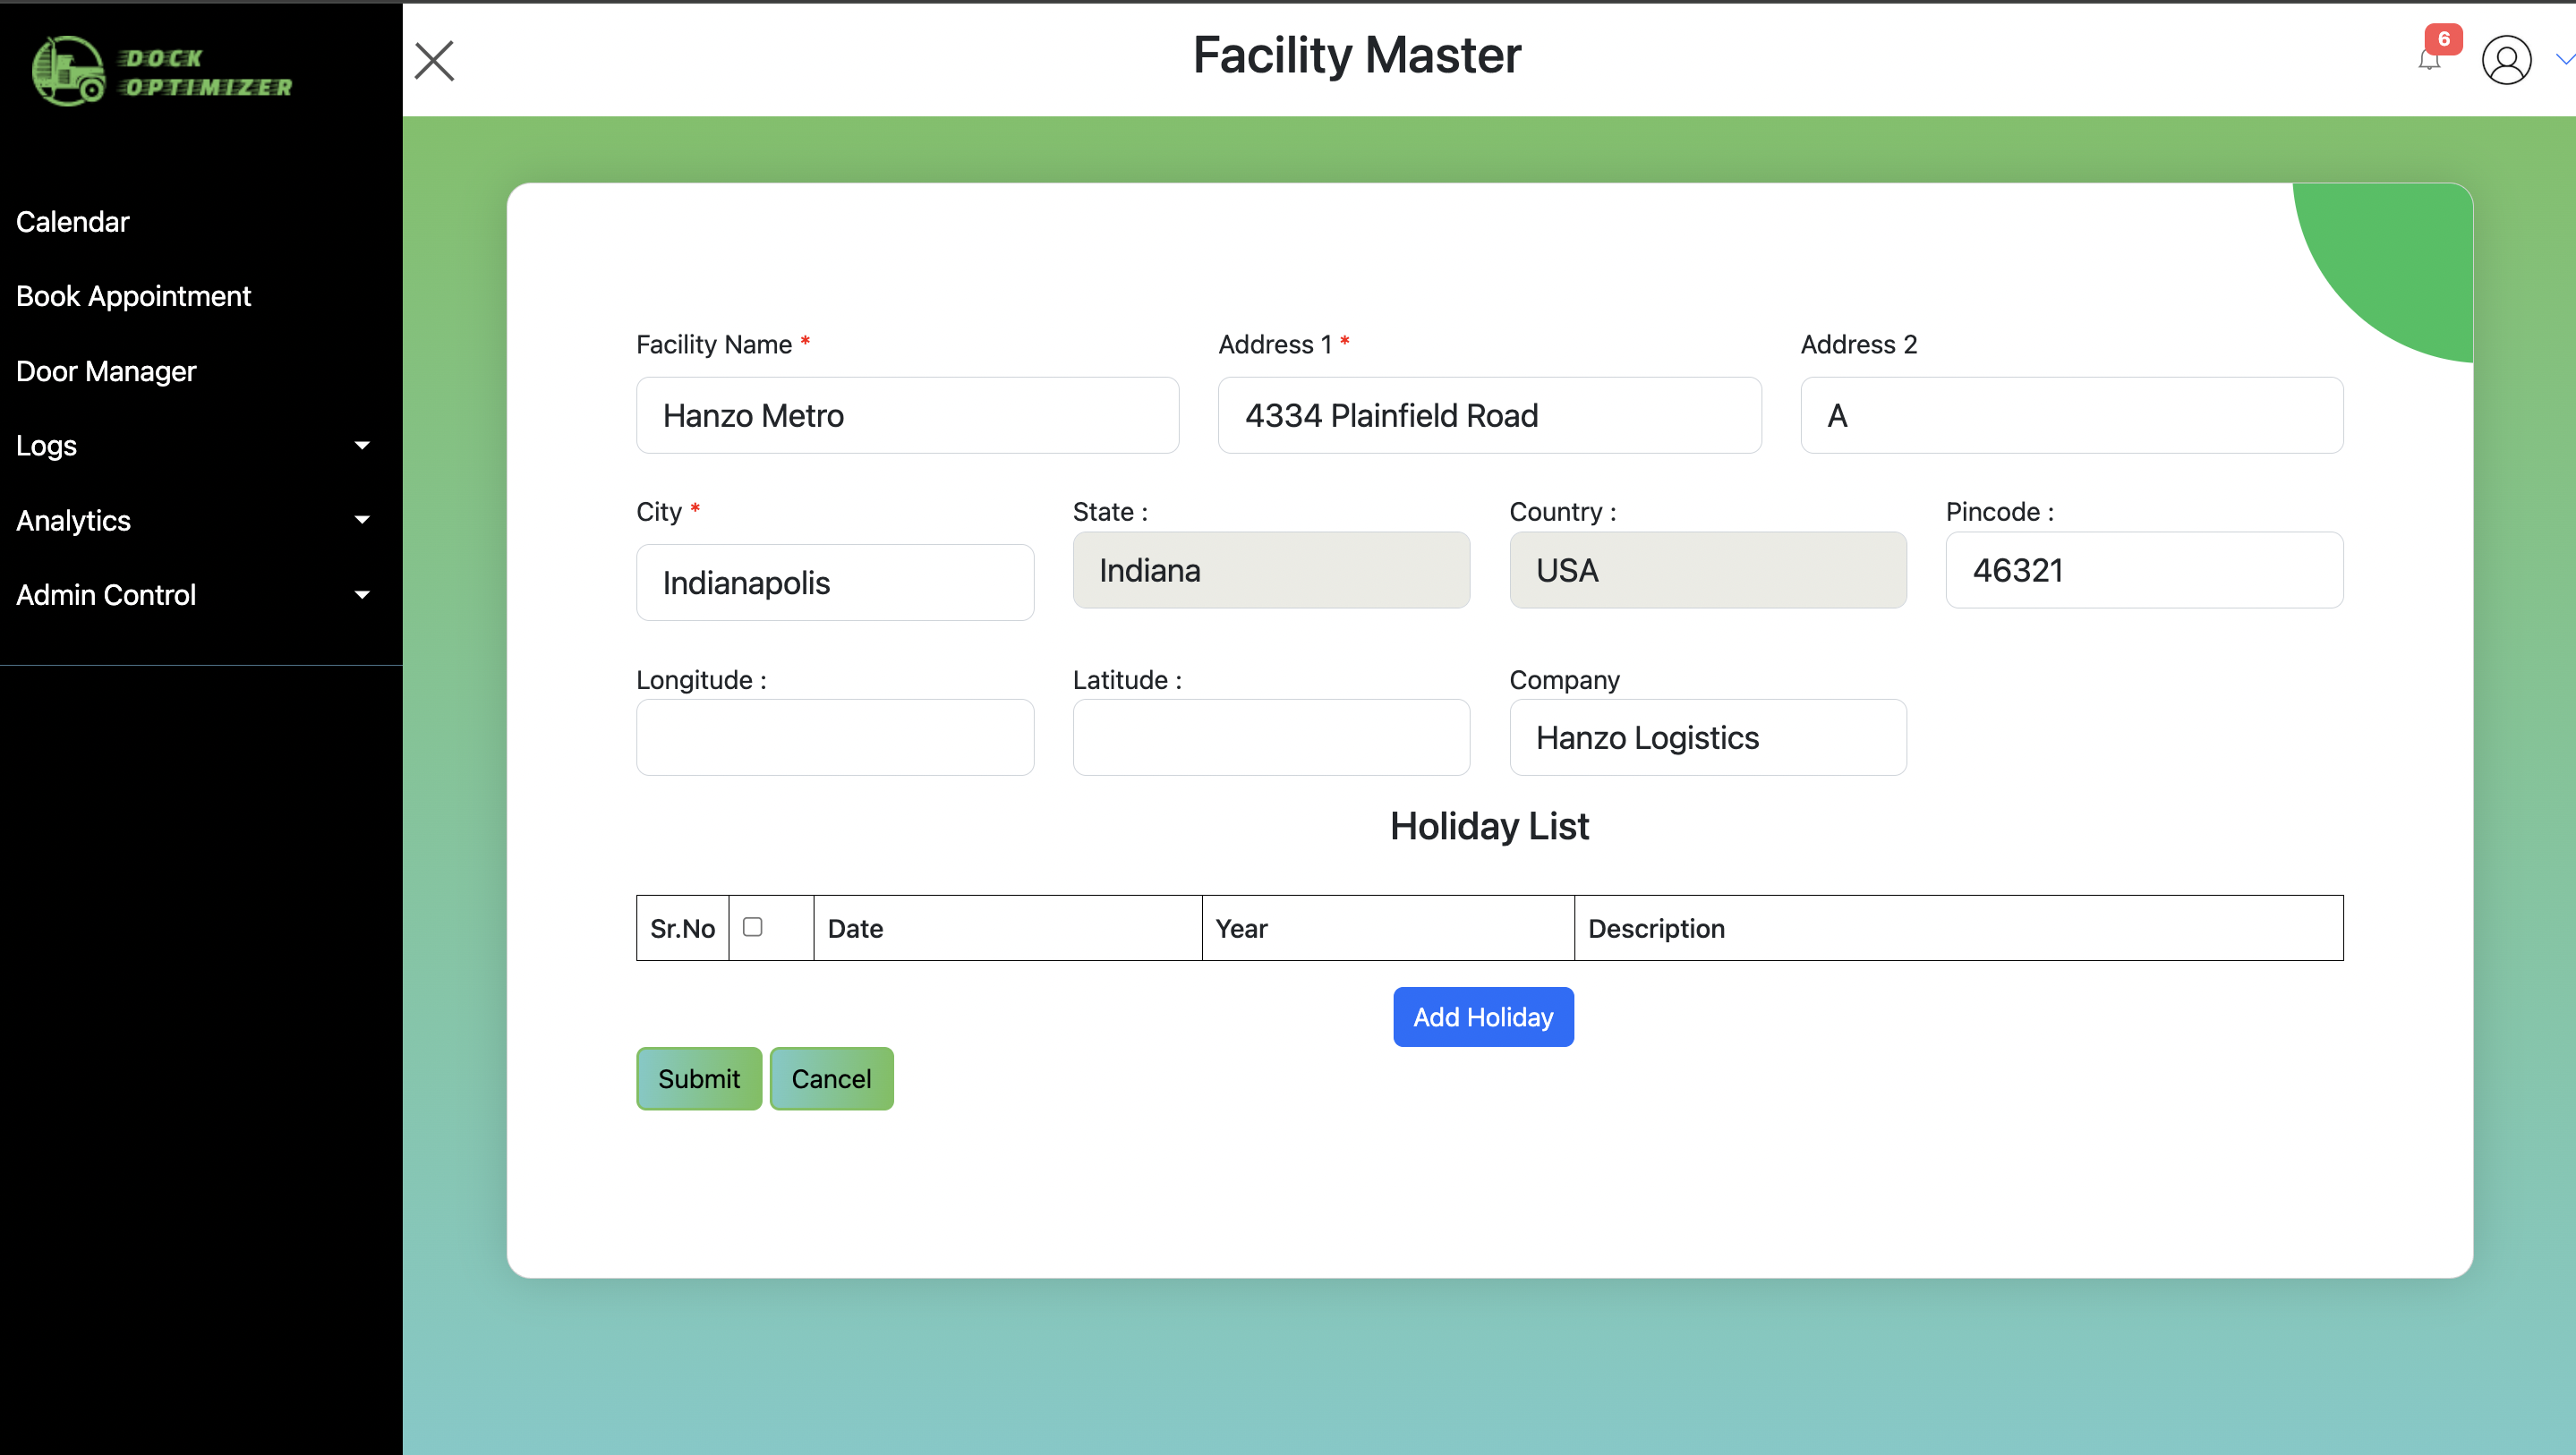 DOCK
OPTIMIZER
Facility Master
6
Calendar
Book Appointment
Door Manager
Logs
Analytics
Admin Control
Facility Name *
Address 1 *
Address 2
Hanzo Metro
4334 Plainfield Road
A
City *
State :
Country :
Pincode :
Indianapolis
Indiana
USA
46321
Longitude :
Latitude :
Company
Hanzo Logistics
Holiday List
Sr.No
Date
Year
Description
Add Holiday
Submit
Cancel